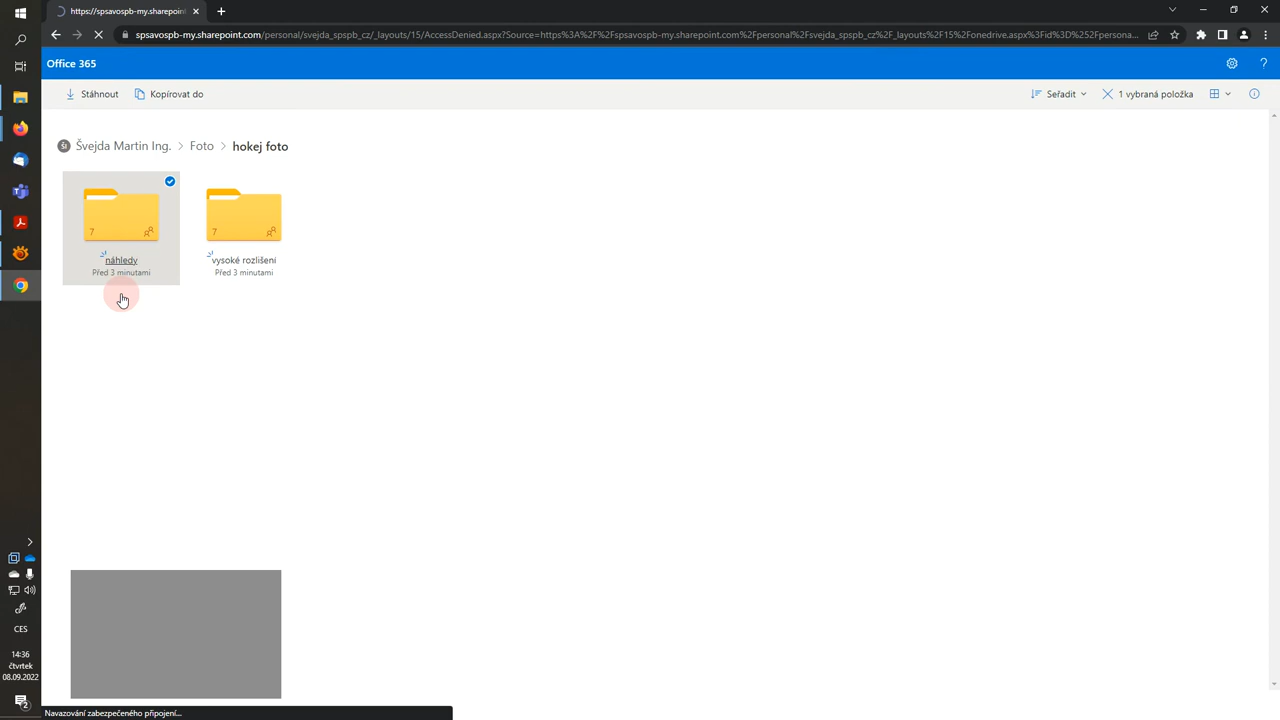 https://spsavospb-my.sharepoint
spsavospb-my.sharepoint.com/personal/svejda_spspb_cz/_layouts/15/AccessDenied.aspx?Source=https%3A%2F%2Fspsavospb-my.sharepoint.com%2Fpersonal%2Fsvejda_spspb_cz%2F_layouts%2F15%2Fonedrive.aspx%3Fid%3D%252Fpersona...
Office 365
Stáhnout
Kopírovat do
Seřadit
1 vybraná položka
ŠI
Švejda Martin Ing. > Foto > hokej foto
7
7
náhledy
vysoké rozlišení
Před 3 minutami
Před 3 minutami
CES
14:36
čtvrtek
08.09.2022
2
Navazování zabezpečeného připojení...